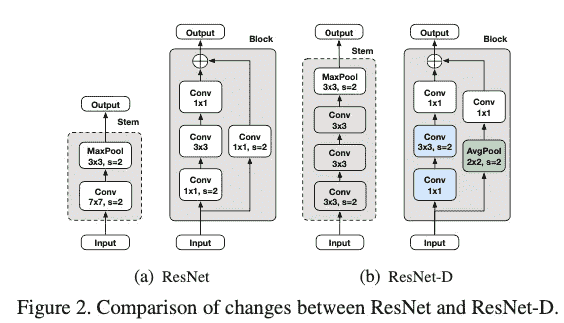 Output
Stem
MaxPool
3x3, s=2
Conv
7x7, s=2
Input
Output
Block
Conv
1x1
Conv
3x3
Conv
1x1, s=2
Conv
1x1, s=2
Input
Output
Stem
MaxPool
3x3, s=2
Conv
3x3
Conv
3x3
Conv
3x3, s=2
Input
Output
Block
Conv
1x1
Conv
1x1
Conv
3x3, s=2
AvgPool
2x2, s=2
Conv
1x1
Input
(a) ResNet
(b) ResNet-D
Figure 2. Comparison of changes between ResNet and ResNet-D.